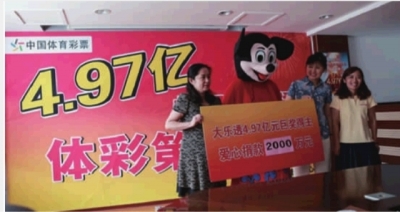 中国体育彩票
4.97亿
体彩第
大乐透4.97亿元巨奖得主
爱心捐款2000万元